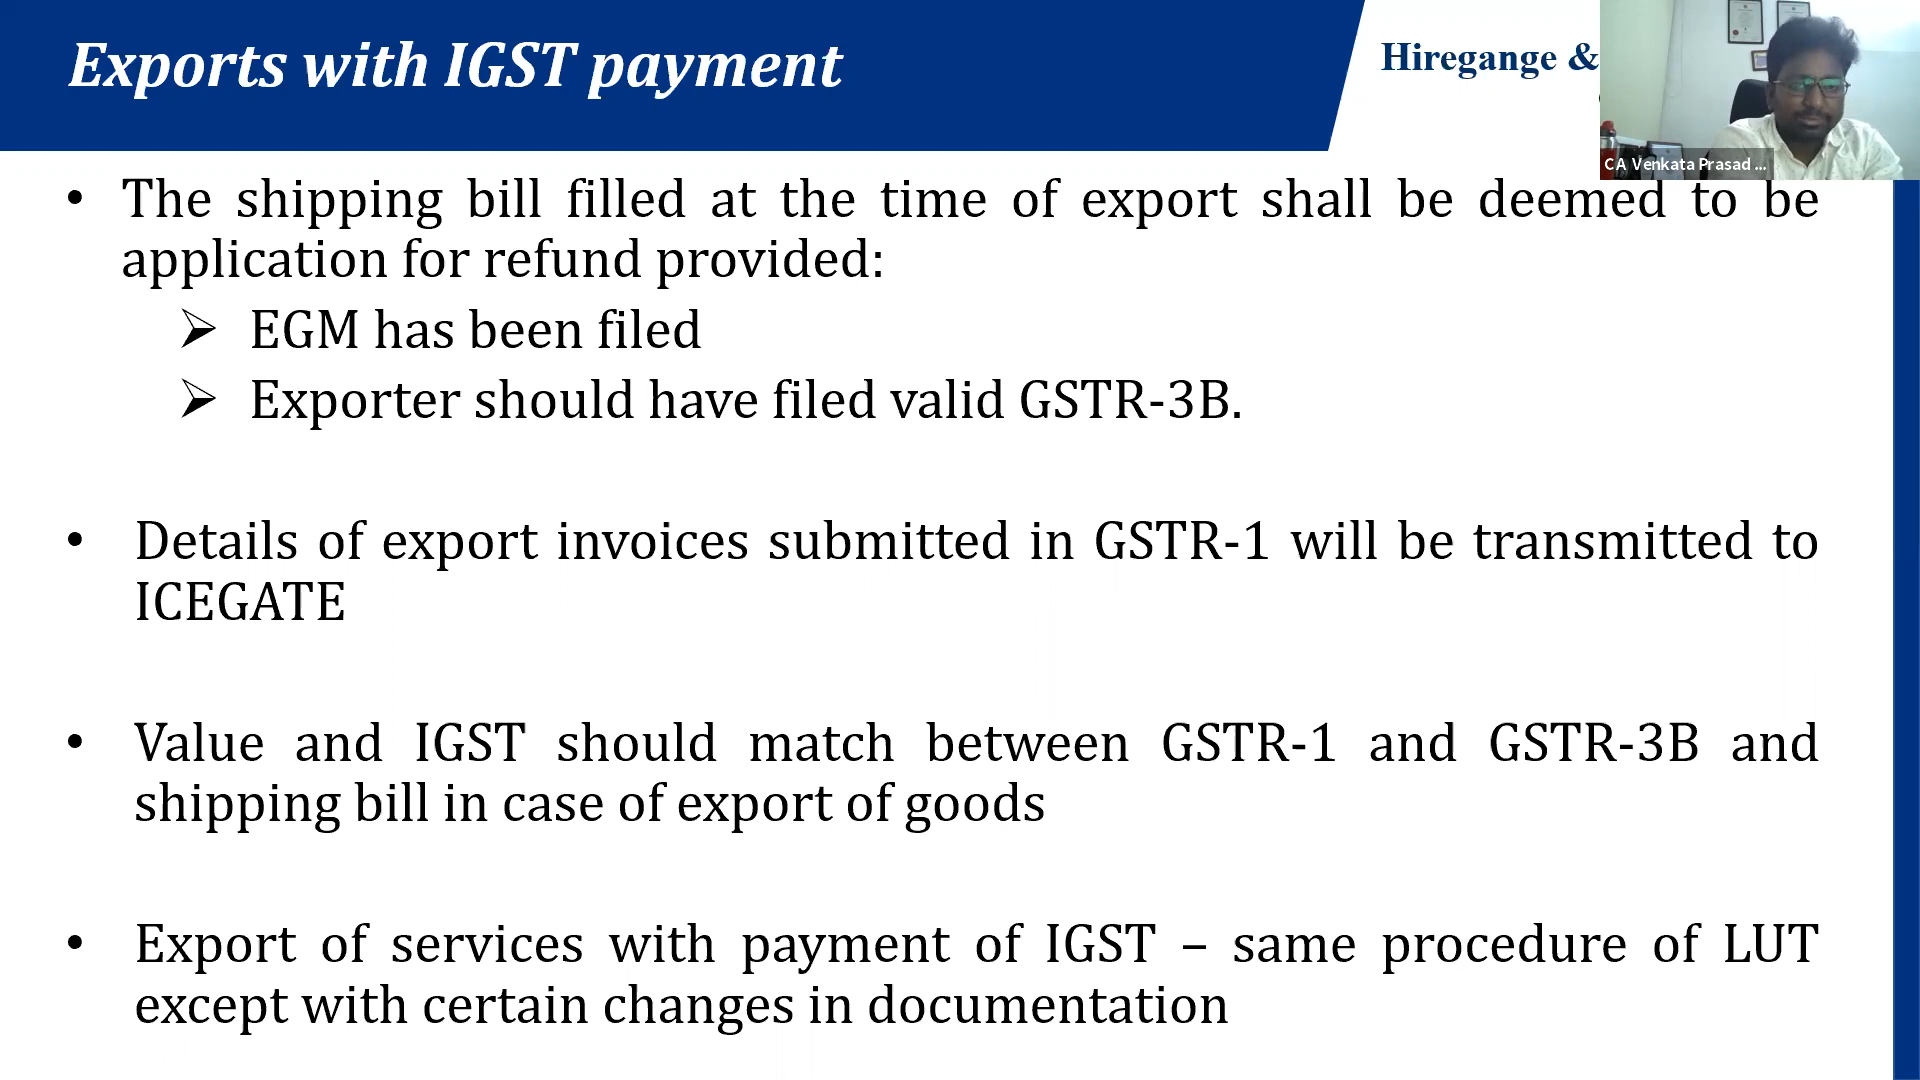 Exports with IGST payment
Hiregange &
CA Venkata Prasad ...
• The shipping bill filled at the time of export shall be deemed to be
application for refund provided:
➢ EGM has been filed
➢ Exporter should have filed valid GSTR-3B.
• Details of export invoices submitted in GSTR-1 will be transmitted to
ICEGATE
• Value and IGST should match between GSTR-1 and GSTR-3B and
shipping bill in case of export of goods
• Export of services with payment of IGST – same procedure of LUT
except with certain changes in documentation